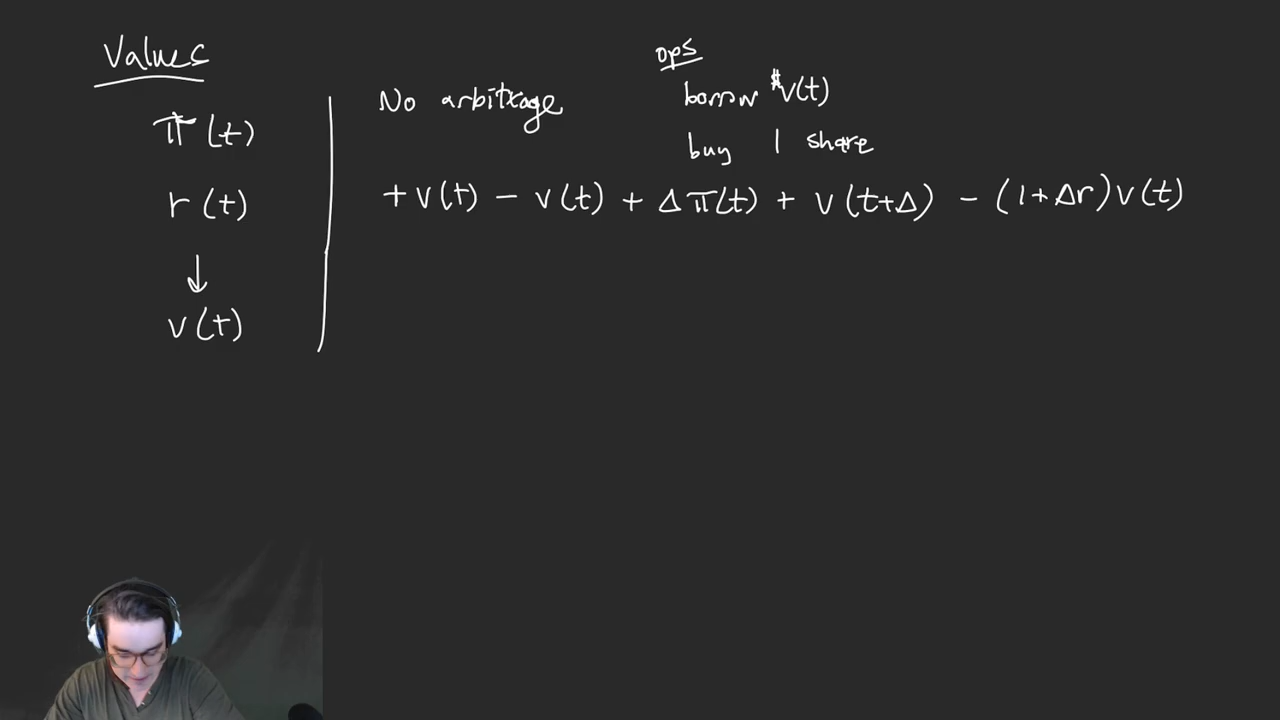 Values
π(t)
r(t)
↓
v(t)
No arbitrage
ops
borrow $v(t)
buy 1 share
+ v(t) − v(t) + Δπ(t) + v(t+Δ) − (1+Δr)v(t)